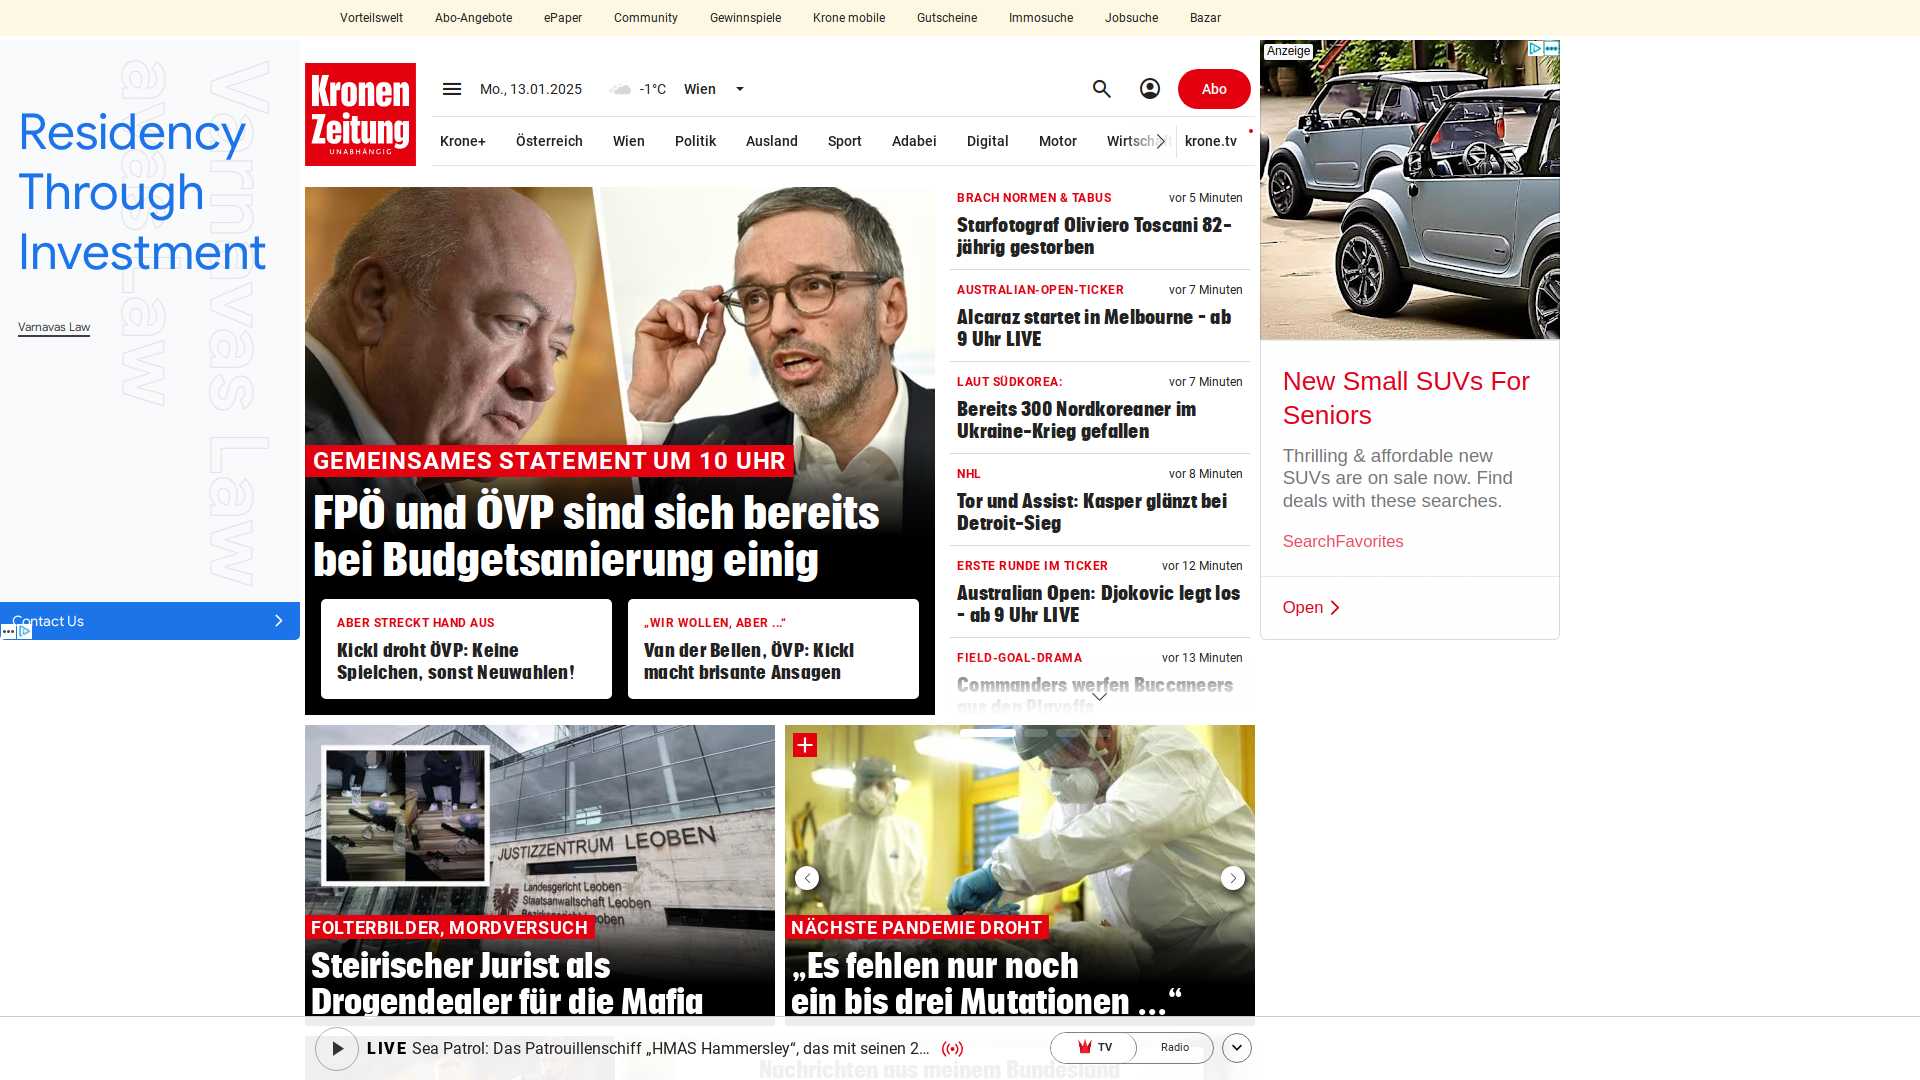 Vorteilswelt Abo-Angebote ePaper Community Gewinnspiele Krone mobile Gutscheine Immosuche Jobsuche Bazar
Varnavas Law
Residency
Through
Investment
Varnavas Law
Contact Us
Kronen
Zeitung
UNABHÄNGIG
Mo., 13.01.2025 -1°C Wien
Abo
Krone+ Österreich Wien Politik Ausland Sport Adabei Digital Motor Wirtschaft krone.tv
GEMEINSAMES STATEMENT UM 10 UHR
FPÖ und ÖVP sind sich bereits
bei Budgetsanierung einig
ABER STRECKT HAND AUS
Kickl droht ÖVP: Keine
Spielchen, sonst Neuwahlen!
„WIR WOLLEN, ABER ...“
Van der Bellen, ÖVP: Kickl
macht brisante Ansagen
BRACH NORMEN & TABUS vor 5 Minuten
Starfotograf Oliviero Toscani 82-
jährig gestorben
AUSTRALIAN-OPEN-TICKER vor 7 Minuten
Alcaraz startet in Melbourne – ab
9 Uhr LIVE
LAUT SÜDKOREA: vor 7 Minuten
Bereits 300 Nordkoreaner im
Ukraine-Krieg gefallen
NHL vor 8 Minuten
Tor und Assist: Kasper glänzt bei
Detroit-Sieg
ERSTE RUNDE IM TICKER vor 12 Minuten
Australian Open: Djokovic legt los
– ab 9 Uhr LIVE
FIELD-GOAL-DRAMA vor 13 Minuten
Commanders werfen Buccaneers
aus den Playoffs
Anzeige
New Small SUVs For
Seniors
Thrilling & affordable new
SUVs are on sale now. Find
deals with these searches.
SearchFavorites
Open
JUSTIZZENTRUM LEOBEN
Landesgericht Leoben
Staatsanwaltschaft Leoben
Bezirksgericht Leoben
FOLTERBILDER, MORDVERSUCH
Steirischer Jurist als
Drogendealer für die Mafia
NÄCHSTE PANDEMIE DROHT
„Es fehlen nur noch
ein bis drei Mutationen ...“
LIVE Sea Patrol: Das Patrouillenschiff „HMAS Hammersley“, das mit seinen 2... TV Radio
Nachrichten aus meinem Bundesland